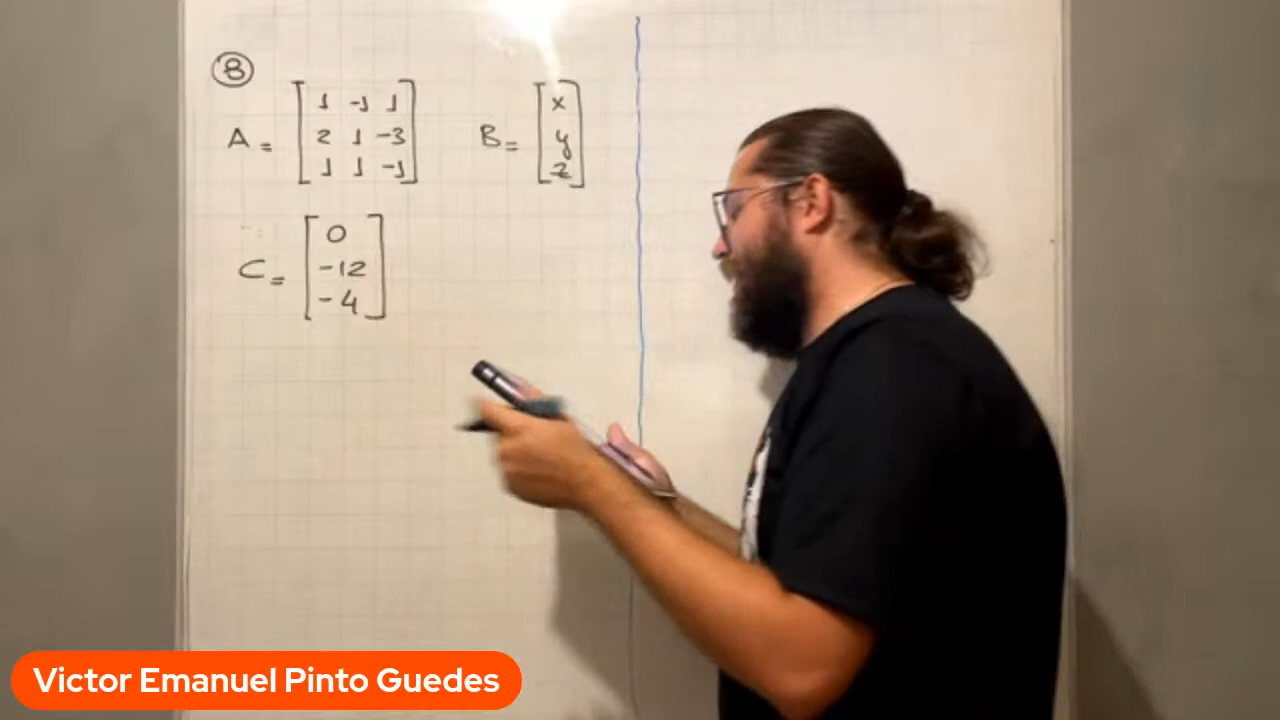 8
A = [ 1 -1 1
2 1 -3
1 1 -1 ]
B = [ x
y
z ]
C = [ 0
-12
-4 ]
Victor Emanuel Pinto Guedes